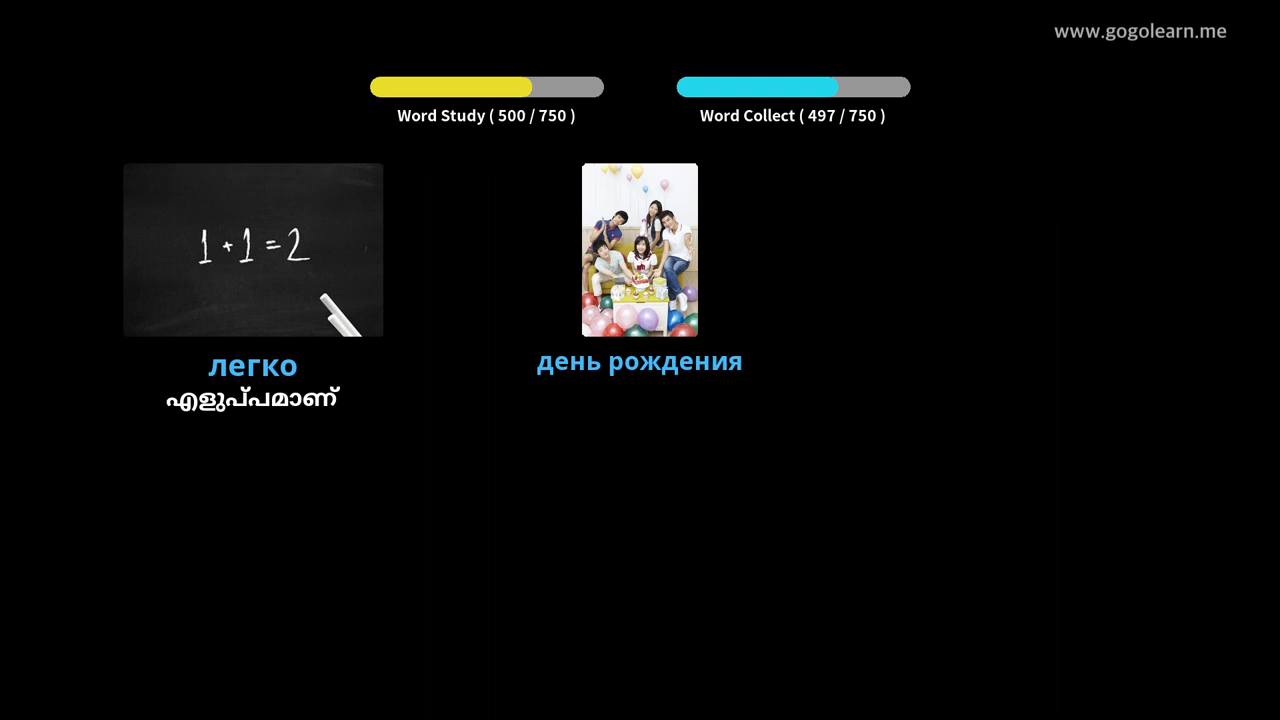 www.gogolearn.me
Word Study ( 500 / 750 )
Word Collect ( 497 / 750 )
1 + 1 = 2
легко
എളുപ്പമാണ്
день рождения